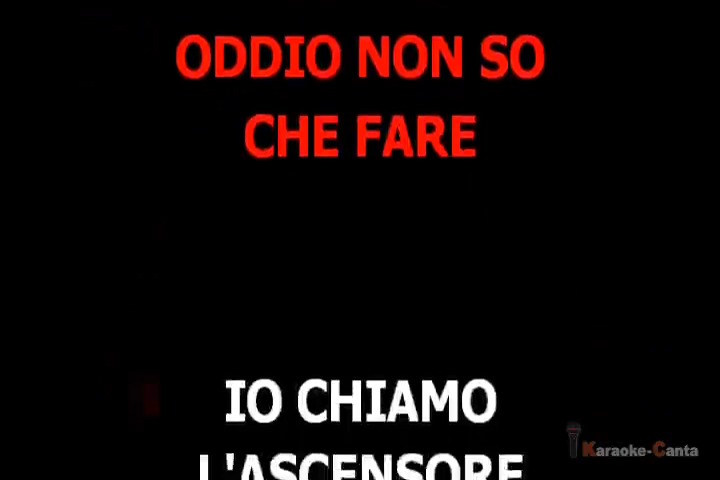 ODDIO NON SO
CHE FARE
IO CHIAMO
L'ASCENSORE
Karaoke-Canta